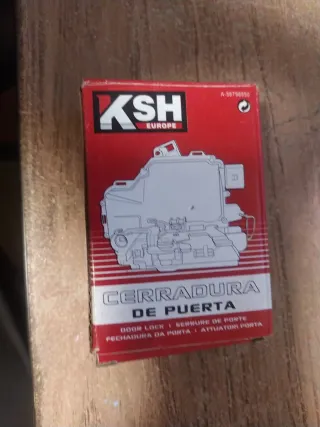 KSH
EUROPE
CERRADURA
DE PUERTA
DOOR LOCK · SERRURE DE PORTE
FECHADURA DA PORTA · ATTUATORI PORTA